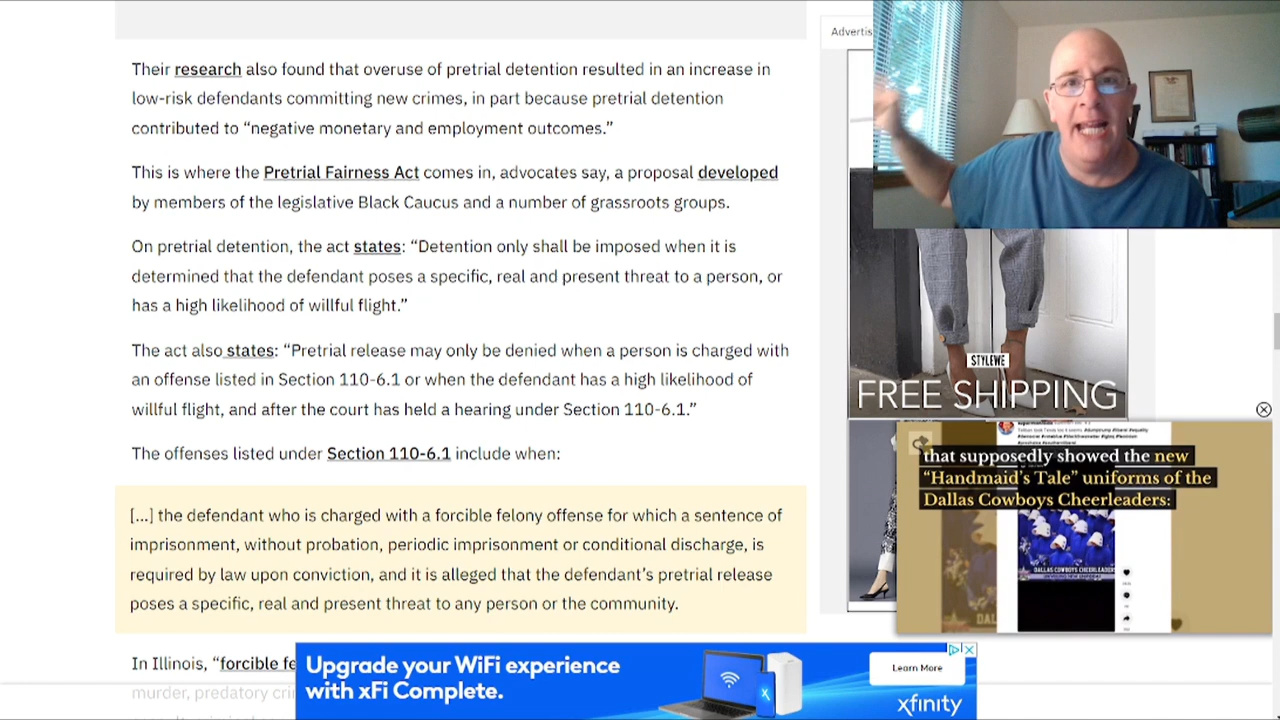 Their research also found that overuse of pretrial detention resulted in an increase in
low-risk defendants committing new crimes, in part because pretrial detention
contributed to “negative monetary and employment outcomes.”
This is where the Pretrial Fairness Act comes in, advocates say, a proposal developed
by members of the legislative Black Caucus and a number of grassroots groups.
On pretrial detention, the act states: “Detention only shall be imposed when it is
determined that the defendant poses a specific, real and present threat to a person, or
has a high likelihood of willful flight.”
The act also states: “Pretrial release may only be denied when a person is charged with
an offense listed in Section 110-6.1 or when the defendant has a high likelihood of
willful flight, and after the court has held a hearing under Section 110-6.1.”
The offenses listed under Section 110-6.1 include when:
[...] the defendant who is charged with a forcible felony offense for which a sentence of
imprisonment, without probation, periodic imprisonment or conditional discharge, is
required by law upon conviction, and it is alleged that the defendant’s pretrial release
poses a specific, real and present threat to any person or the community.
In Illinois, “forcible fe
murder, predatory cri
Advertis
STYLEWE
FREE SHIPPING
that supposedly showed the new
“Handmaid’s Tale” uniforms of the
Dallas Cowboys Cheerleaders:
DALLAS COWBOYS CHEERLEADERS
Upgrade your WiFi experience
with xFi Complete.
Learn More
xfinity